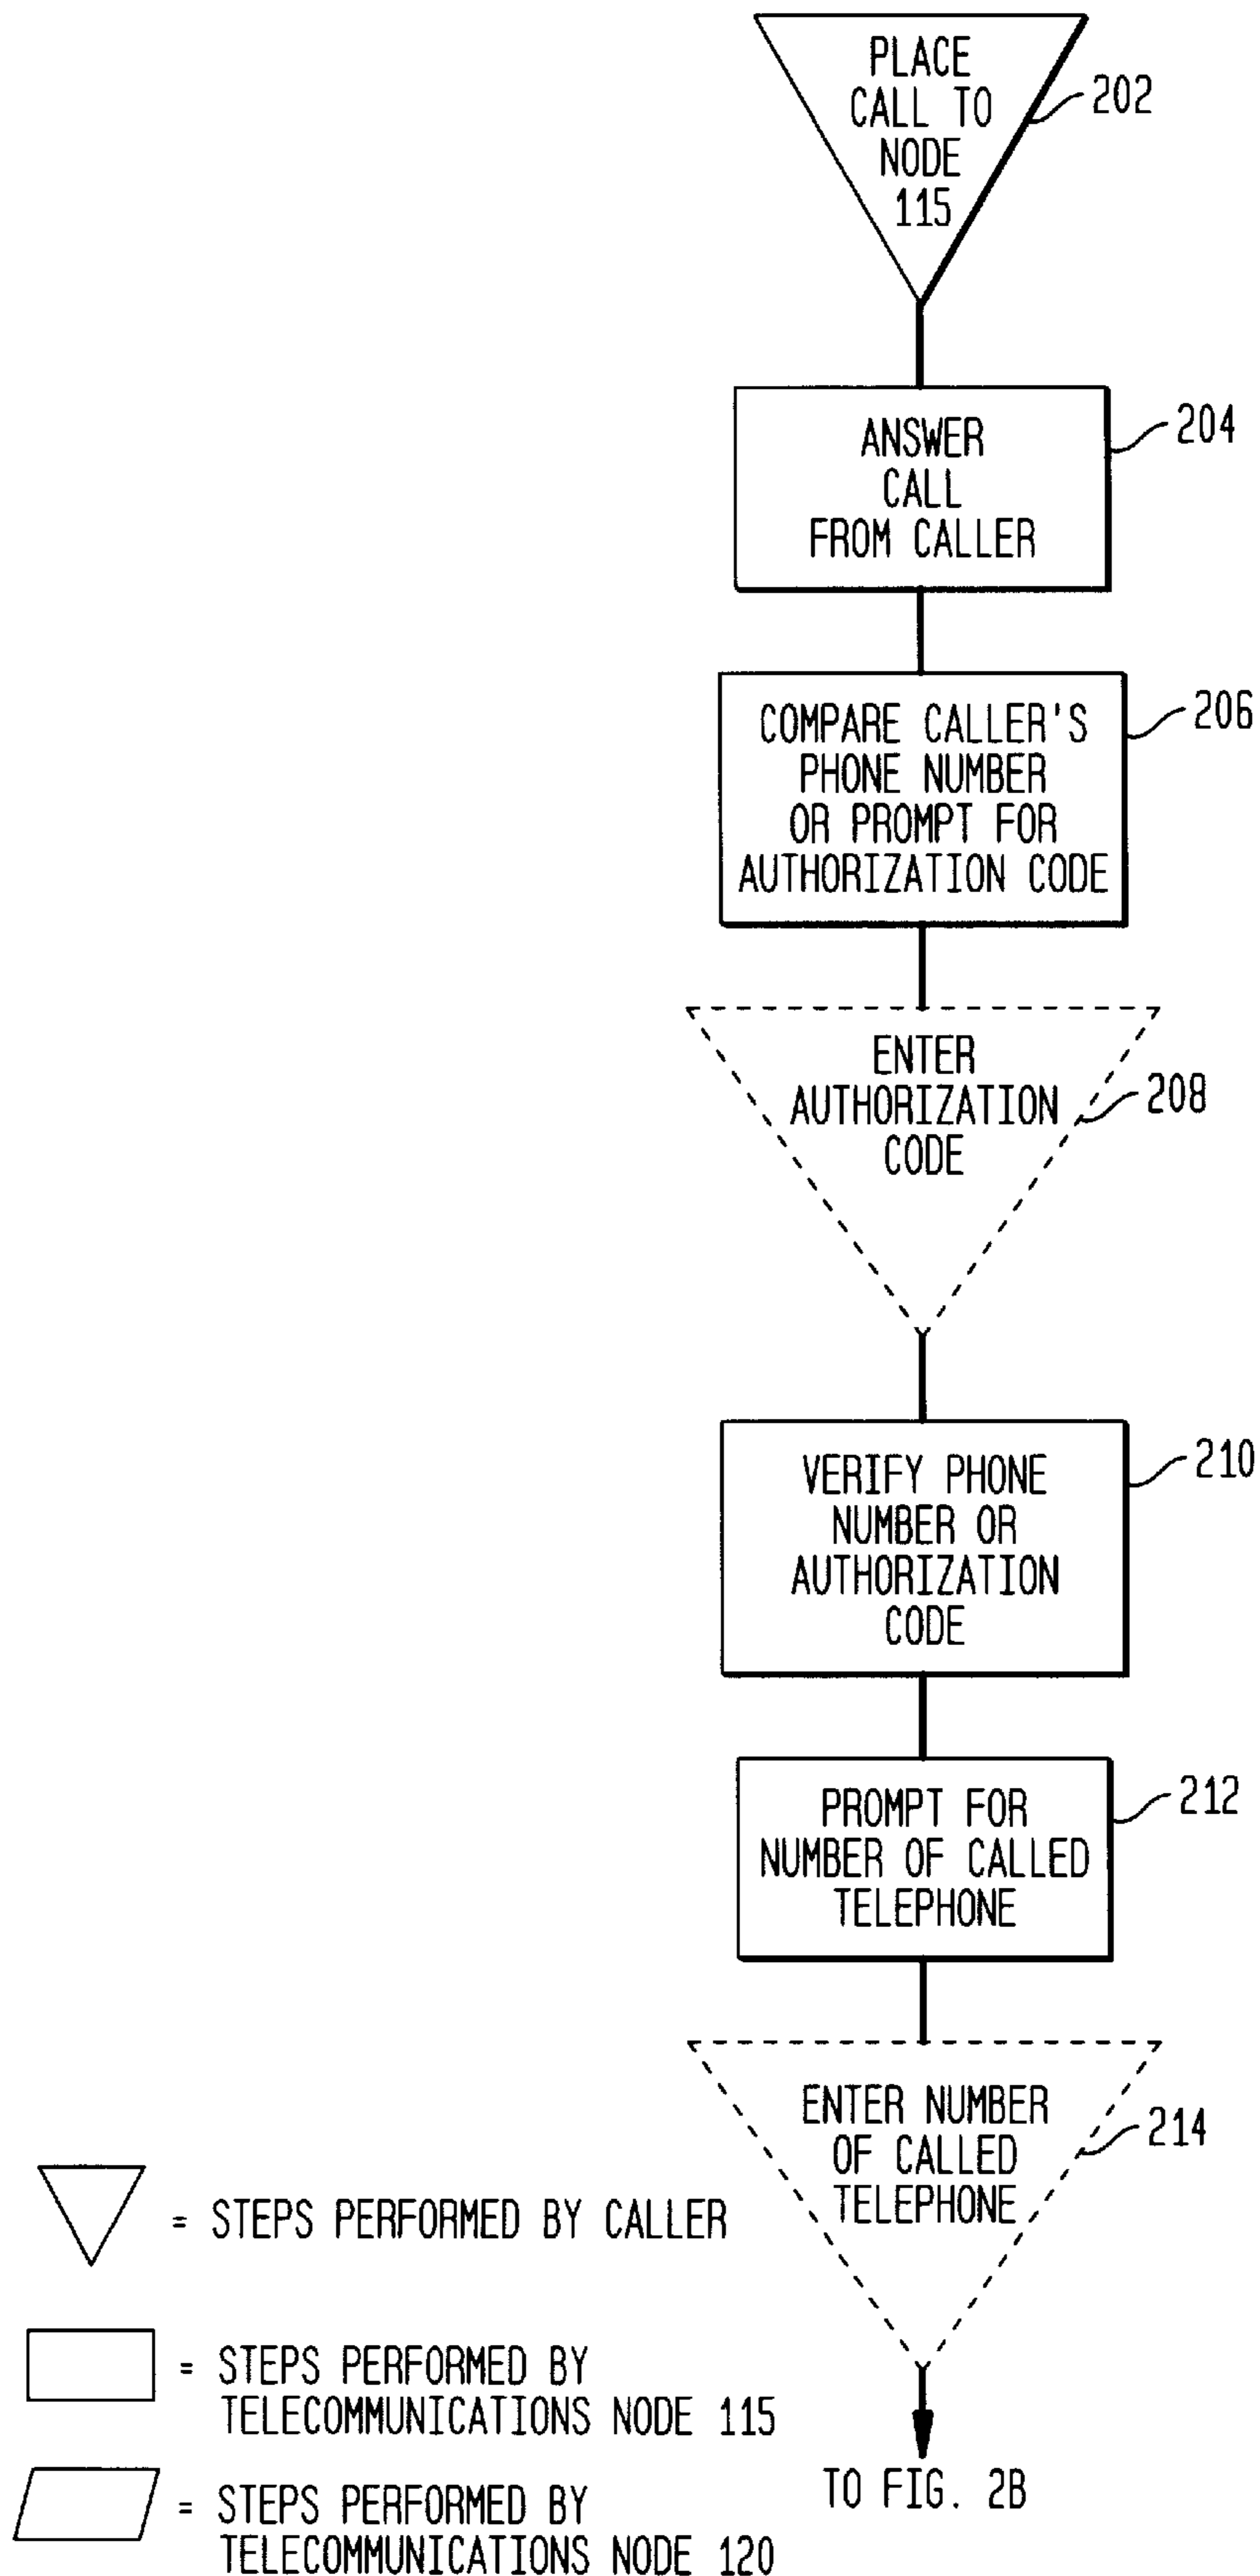 PLACE
CALL TO
NODE
115
202
ANSWER
CALL
FROM CALLER
204
COMPARE CALLER'S
PHONE NUMBER
OR PROMPT FOR
AUTHORIZATION CODE
206
ENTER
AUTHORIZATION
CODE
208
VERIFY PHONE
NUMBER OR
AUTHORIZATION
CODE
210
PROMPT FOR
NUMBER OF CALLED
TELEPHONE
212
ENTER NUMBER
OF CALLED
TELEPHONE
214
TO FIG. 2B
= STEPS PERFORMED BY CALLER
= STEPS PERFORMED BY
TELECOMMUNICATIONS NODE 115
= STEPS PERFORMED BY
TELECOMMUNICATIONS NODE 120